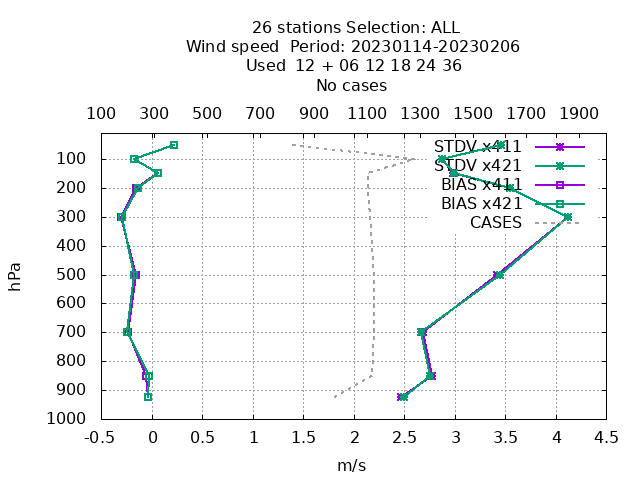 26 stations Selection: ALL
Wind speed  Period: 20230114-20230206
Used  12 + 06 12 18 24 36
No cases
100 300 500 700 900 1100 1300 1500 1700 1900
STDV x411
STDV x421
BIAS x411
BIAS x421
CASES
100
200
300
400
500
600
700
800
900
1000
hPa
-0.5 0 0.5 1 1.5 2 2.5 3 3.5 4 4.5
m/s